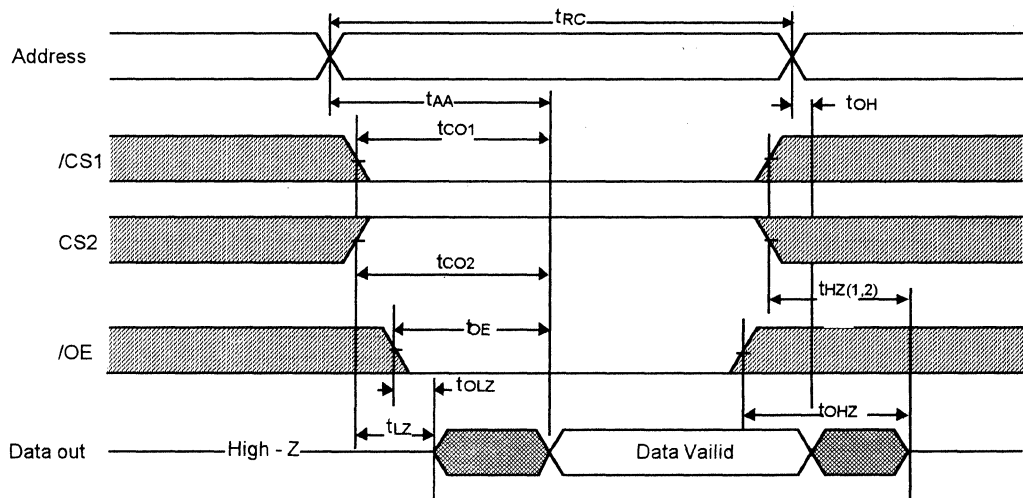 tRC
Address
tAA
tOH
tCO1
/CS1
CS2
tCO2
tHZ(1,2)
tOE
/OE
tOLZ
tOHZ
tLZ
Data out
High - Z
Data Vailid